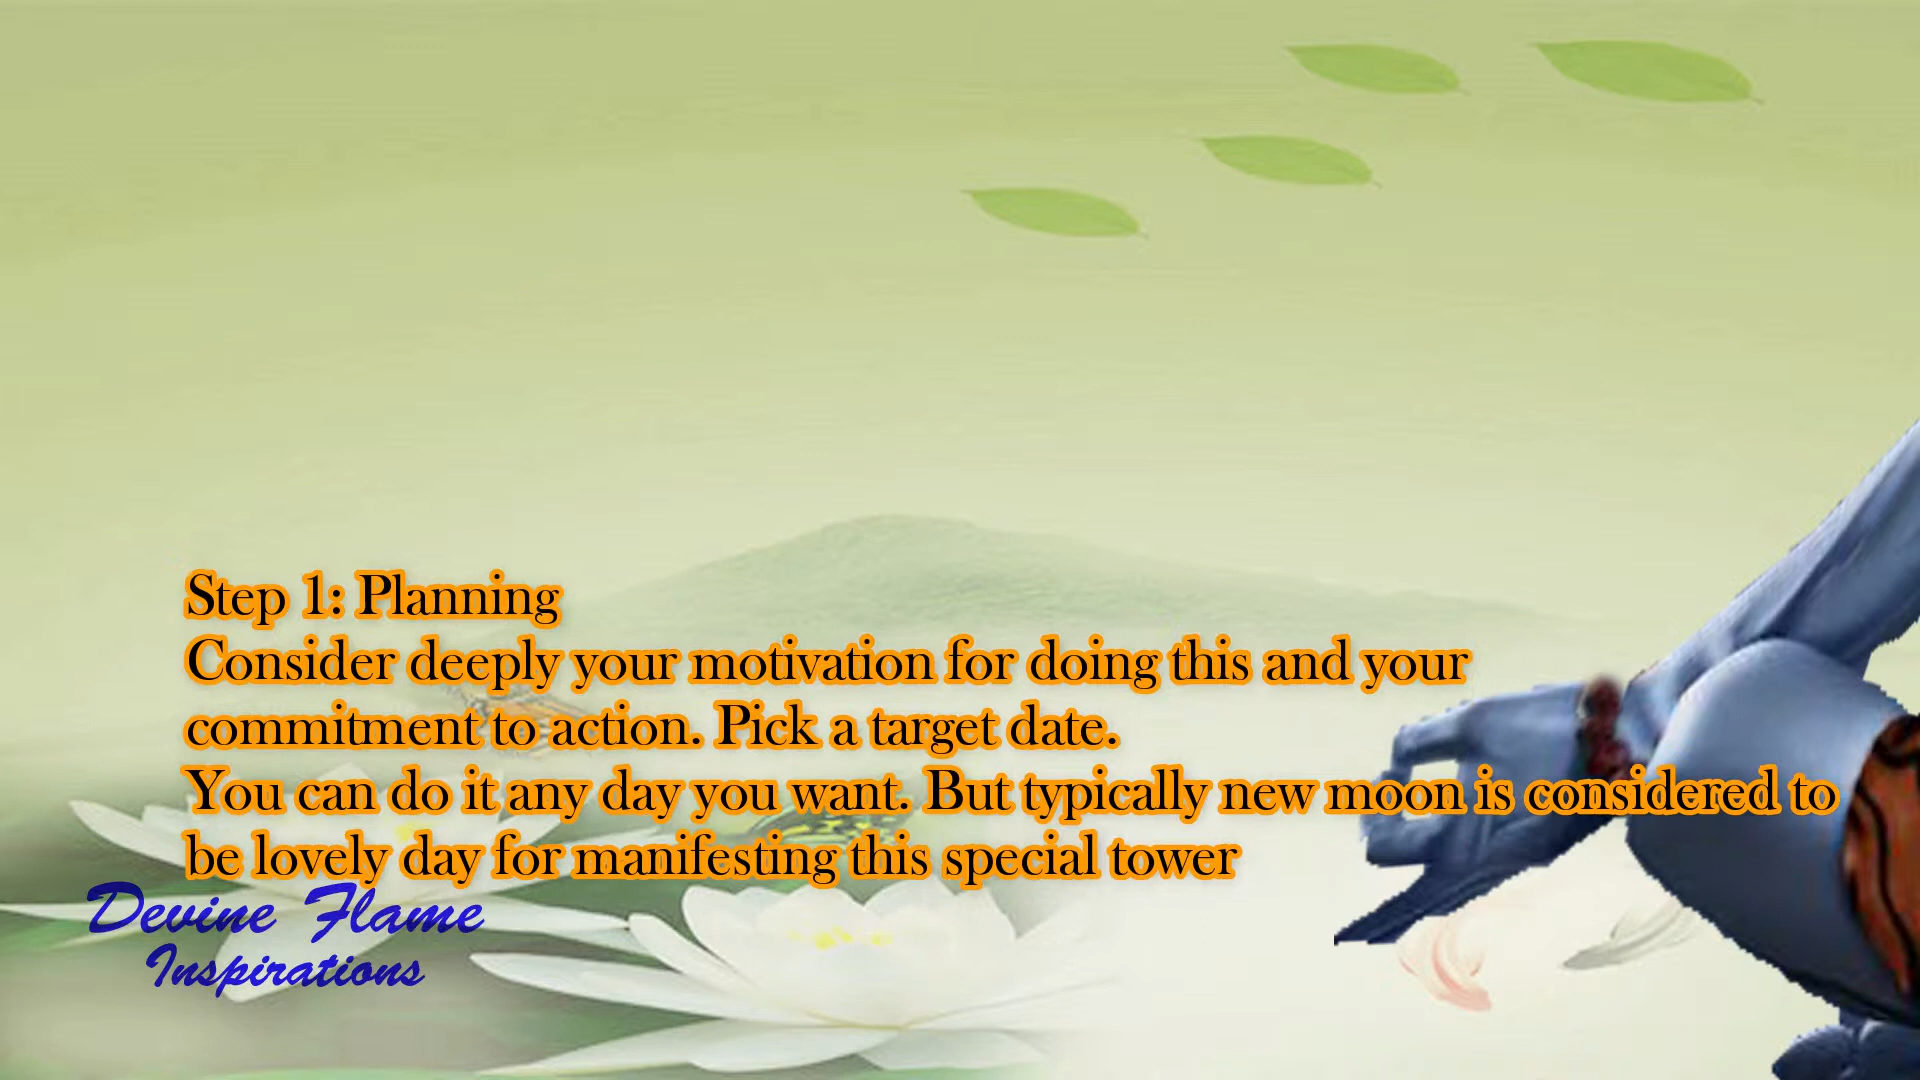 Step 1: Planning
Consider deeply your motivation for doing this and your
commitment to action. Pick a target date.
You can do it any day you want. But typically new moon is considered to
be lovely day for manifesting this special tower
Devine Flame
Inspirations